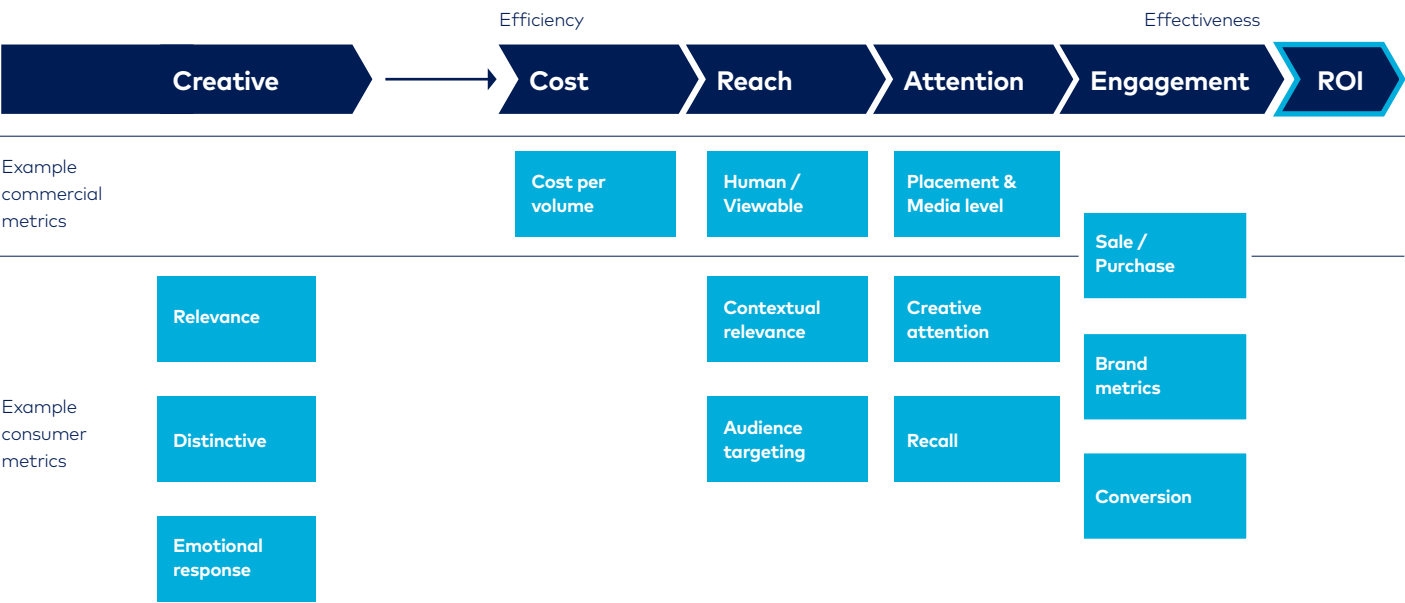 Efficiency
Effectiveness
Creative
Cost
Reach
Attention
Engagement
ROI
Example
commercial
metrics
Cost per
volume
Human /
Viewable
Placement &
Media level
Sale /
Purchase
Example
consumer
metrics
Relevance
Distinctive
Emotional
response
Contextual
relevance
Audience
targeting
Creative
attention
Recall
Brand
metrics
Conversion